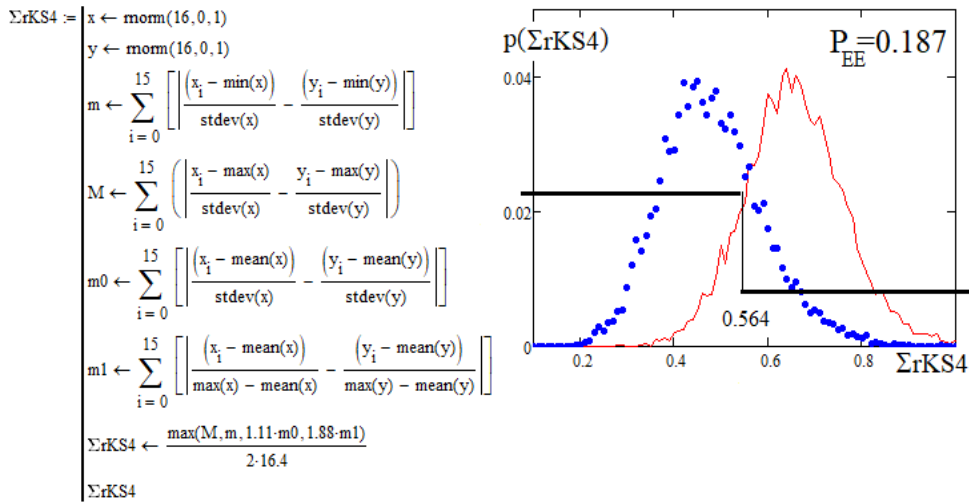 ΣrKS4 := x ← rnorm(16,0,1)
y ← rnorm(16,0,1)
m ← ∑_{i = 0}^{15} [|(x_i − min(x))/stdev(x) − (y_i − min(y))/stdev(y)|]
M ← ∑_{i = 0}^{15} (|x_i − max(x)/stdev(x) − y_i − max(y)/stdev(y)|)
m0 ← ∑_{i = 0}^{15} [|(x_i − mean(x))/stdev(x) − (y_i − mean(y))/stdev(y)|]
m1 ← ∑_{i = 0}^{15} [|(x_i − mean(x))/max(x) − mean(x) − (y_i − mean(y))/max(y) − mean(y)|]
ΣrKS4 ← max(M, m, 1.11·m0, 1.88·m1)/2·16.4
ΣrKS4
p(ΣrKS4)
P_EE=0.187
0.04
0.02
0
0.564
0.2 0.4 0.6 0.8
ΣrKS4